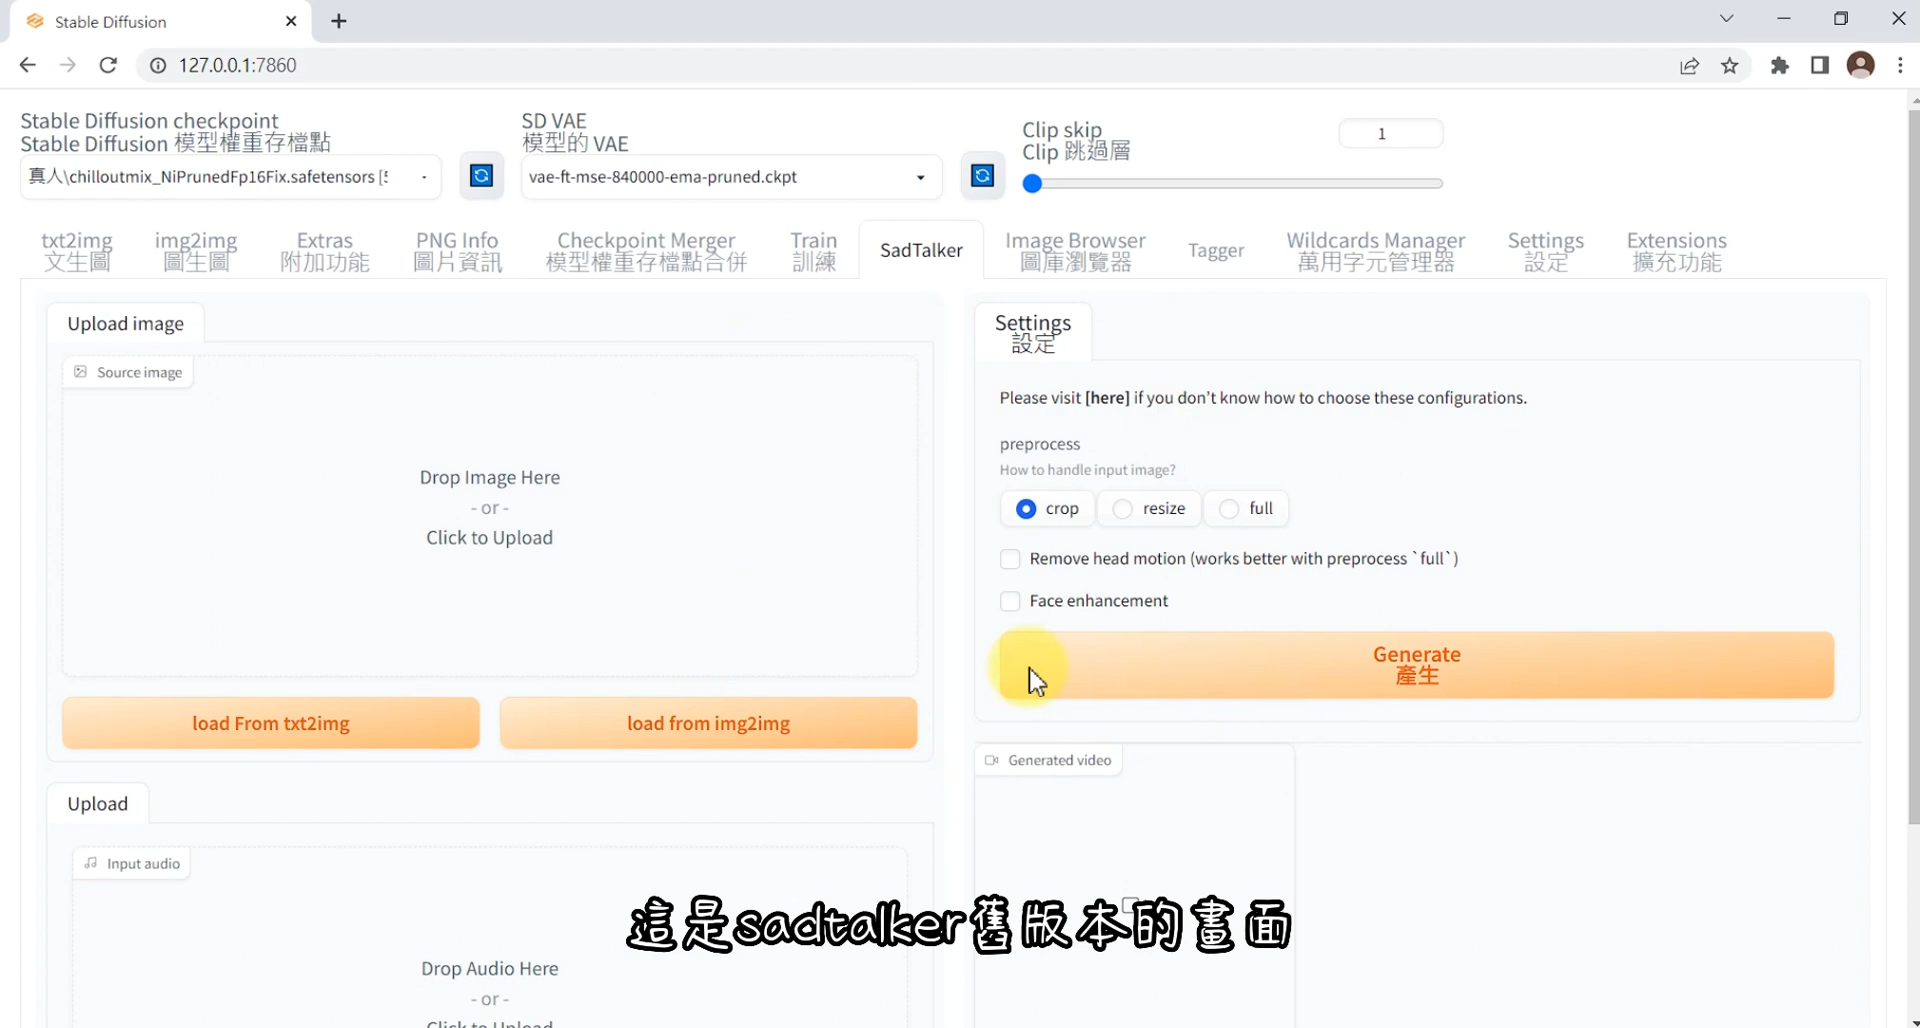 Stable Diffusion
127.0.0.1:7860
Stable Diffusion checkpoint
Stable Diffusion 模型權重存檔點
真人\chilloutmix_NiPrunedFp16Fix.safetensors [5
SD VAE
模型的 VAE
vae-ft-mse-840000-ema-pruned.ckpt
Clip skip
Clip 跳過層
1
txt2img
文生圖
img2img
圖生圖
Extras
附加功能
PNG Info
圖片資訊
Checkpoint Merger
模型權重存檔點合併
Train
訓練
SadTalker
Image Browser
圖庫瀏覽器
Tagger
Wildcards Manager
萬用字元管理器
Settings
設定
Extensions
擴充功能
Upload image
Source image
Drop Image Here
- or -
Click to Upload
load From txt2img
load from img2img
Upload
Input audio
Drop Audio Here
- or -
Click to Upload
Settings
設定
Please visit [here] if you don't know how to choose these configurations.
preprocess
How to handle input image?
crop
resize
full
Remove head motion (works better with preprocess `full`)
Face enhancement
Generate
產生
Generated video
這是sadtalker舊版本的畫面